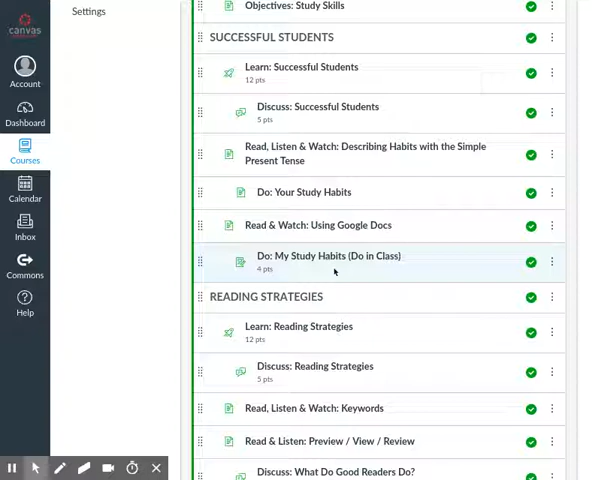 Settings
canvas
Account
Dashboard
Courses
Calendar
Inbox
Commons
Help
Objectives: Study Skills
SUCCESSFUL STUDENTS
Learn: Successful Students
12 pts
Discuss: Successful Students
5 pts
Read, Listen & Watch: Describing Habits with the Simple
Present Tense
Do: Your Study Habits
Read & Watch: Using Google Docs
Do: My Study Habits (Do in Class)
4 pts
READING STRATEGIES
Learn: Reading Strategies
12 pts
Discuss: Reading Strategies
5 pts
Read, Listen & Watch: Keywords
Read & Listen: Preview / View / Review
Discuss: What Do Good Readers Do?